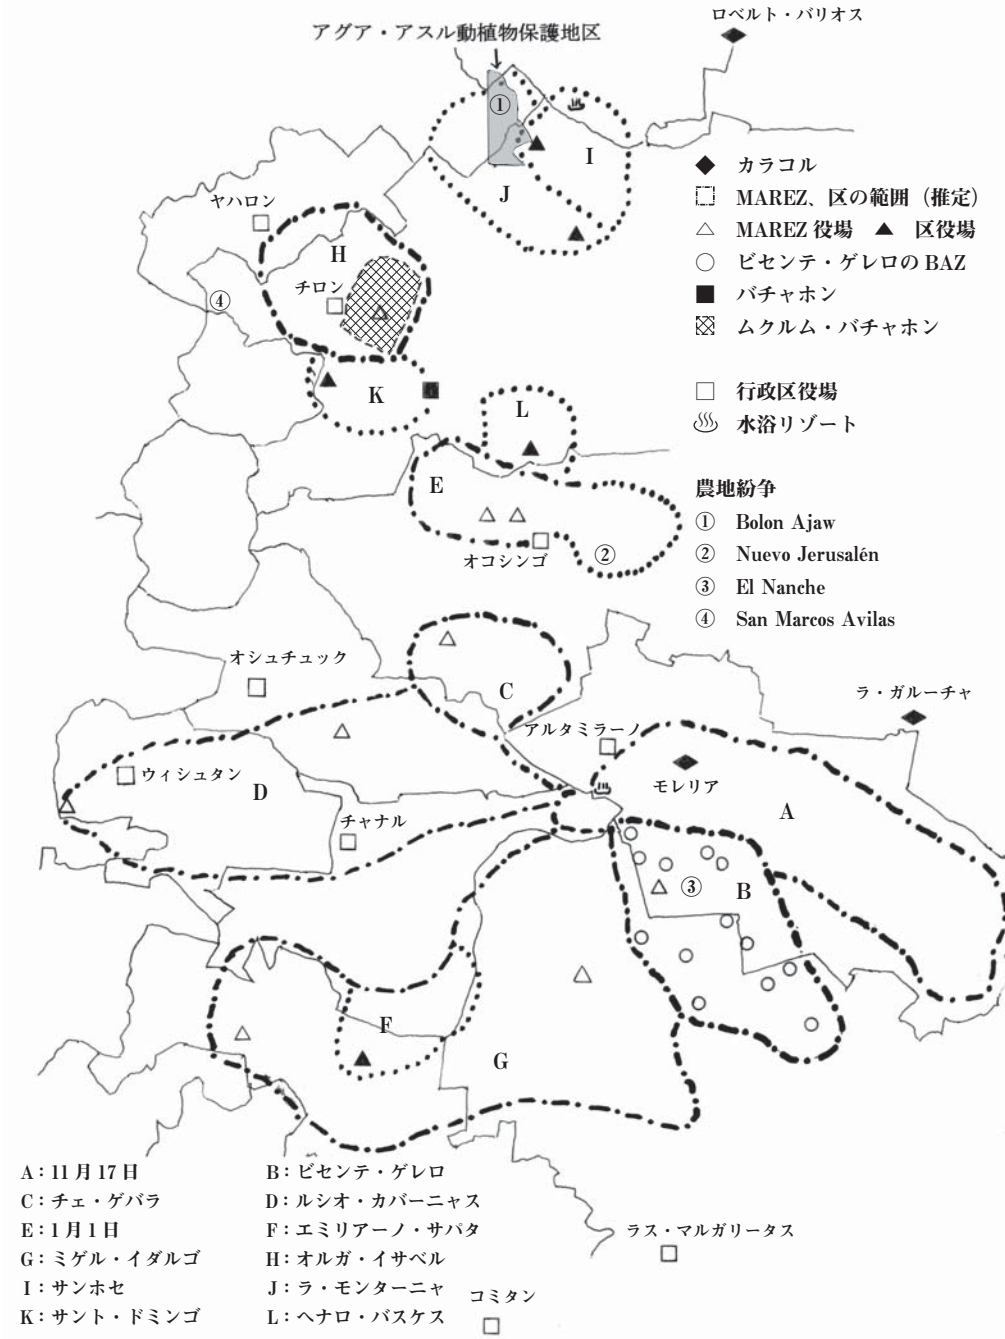 ロベルト・バリオス
アグア・アスル動植物保護地区
①
I
J
◆ カラコル
MAREZ、区の範囲（推定）
△ MAREZ 役場 ▲ 区役場
○ ビセンテ・ゲレロの BAZ
■ バチャホン
ムクルム・バチャホン
□ 行政区役場
♨ 水浴リゾート
ヤハロン
H
チロン
④
K
L
E
オコシンゴ
②
農地紛争
① Bolon Ajaw
② Nuevo Jerusalén
③ El Nanche
④ San Marcos Avilas
オシュチュック
C
ラ・ガルーチャ
アルタミラーノ
ウィシュタン
D
モレリア
A
チャナル
③
B
F
G
A：11月17日 B：ビセンテ・ゲレロ
C：チェ・ゲバラ D：ルシオ・カバーニャス
E：1月1日 F：エミリアーノ・サパタ
G：ミゲル・イダルゴ H：オルガ・イサベル
I：サンホセ J：ラ・モンターニャ
K：サント・ドミンゴ L：ヘナロ・バスケス
ラス・マルガリータス
コミタン